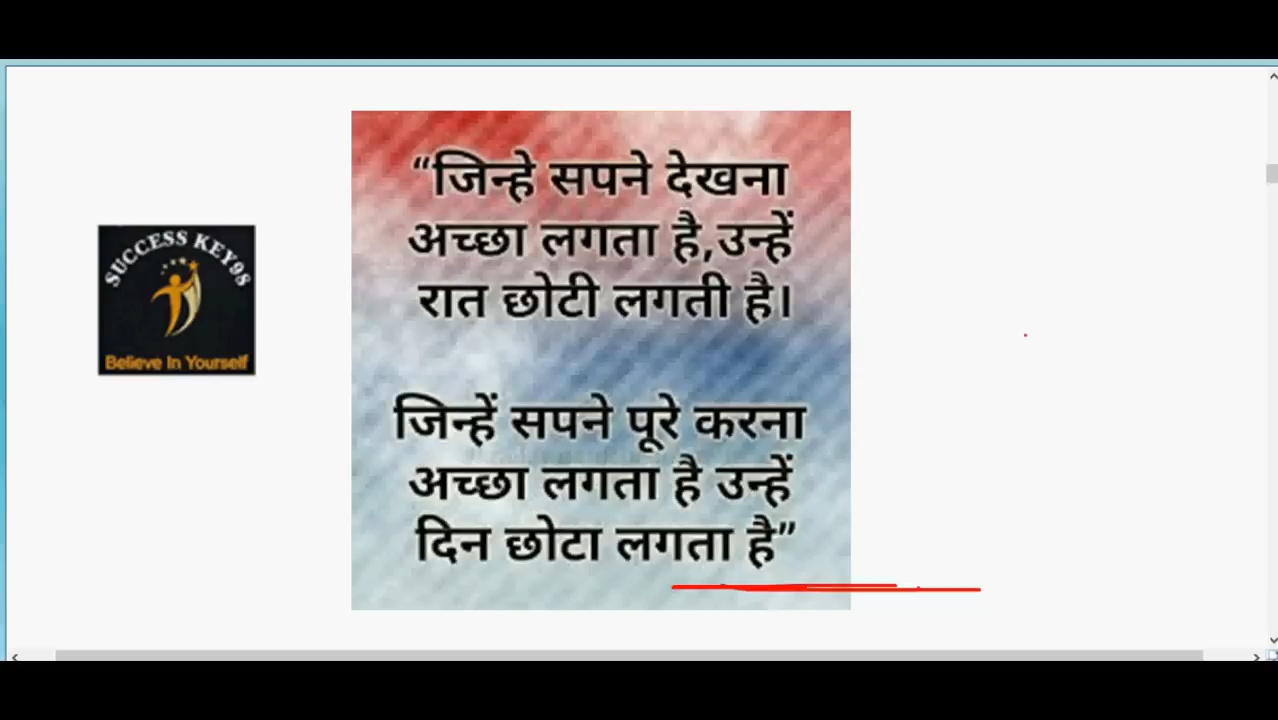 SUCCESS KEY98
Believe In Yourself
“जिन्हे सपने देखना
अच्छा लगता है,उन्हें
रात छोटी लगती है।
जिन्हें सपने पूरे करना
अच्छा लगता है उन्हें
दिन छोटा लगता है”